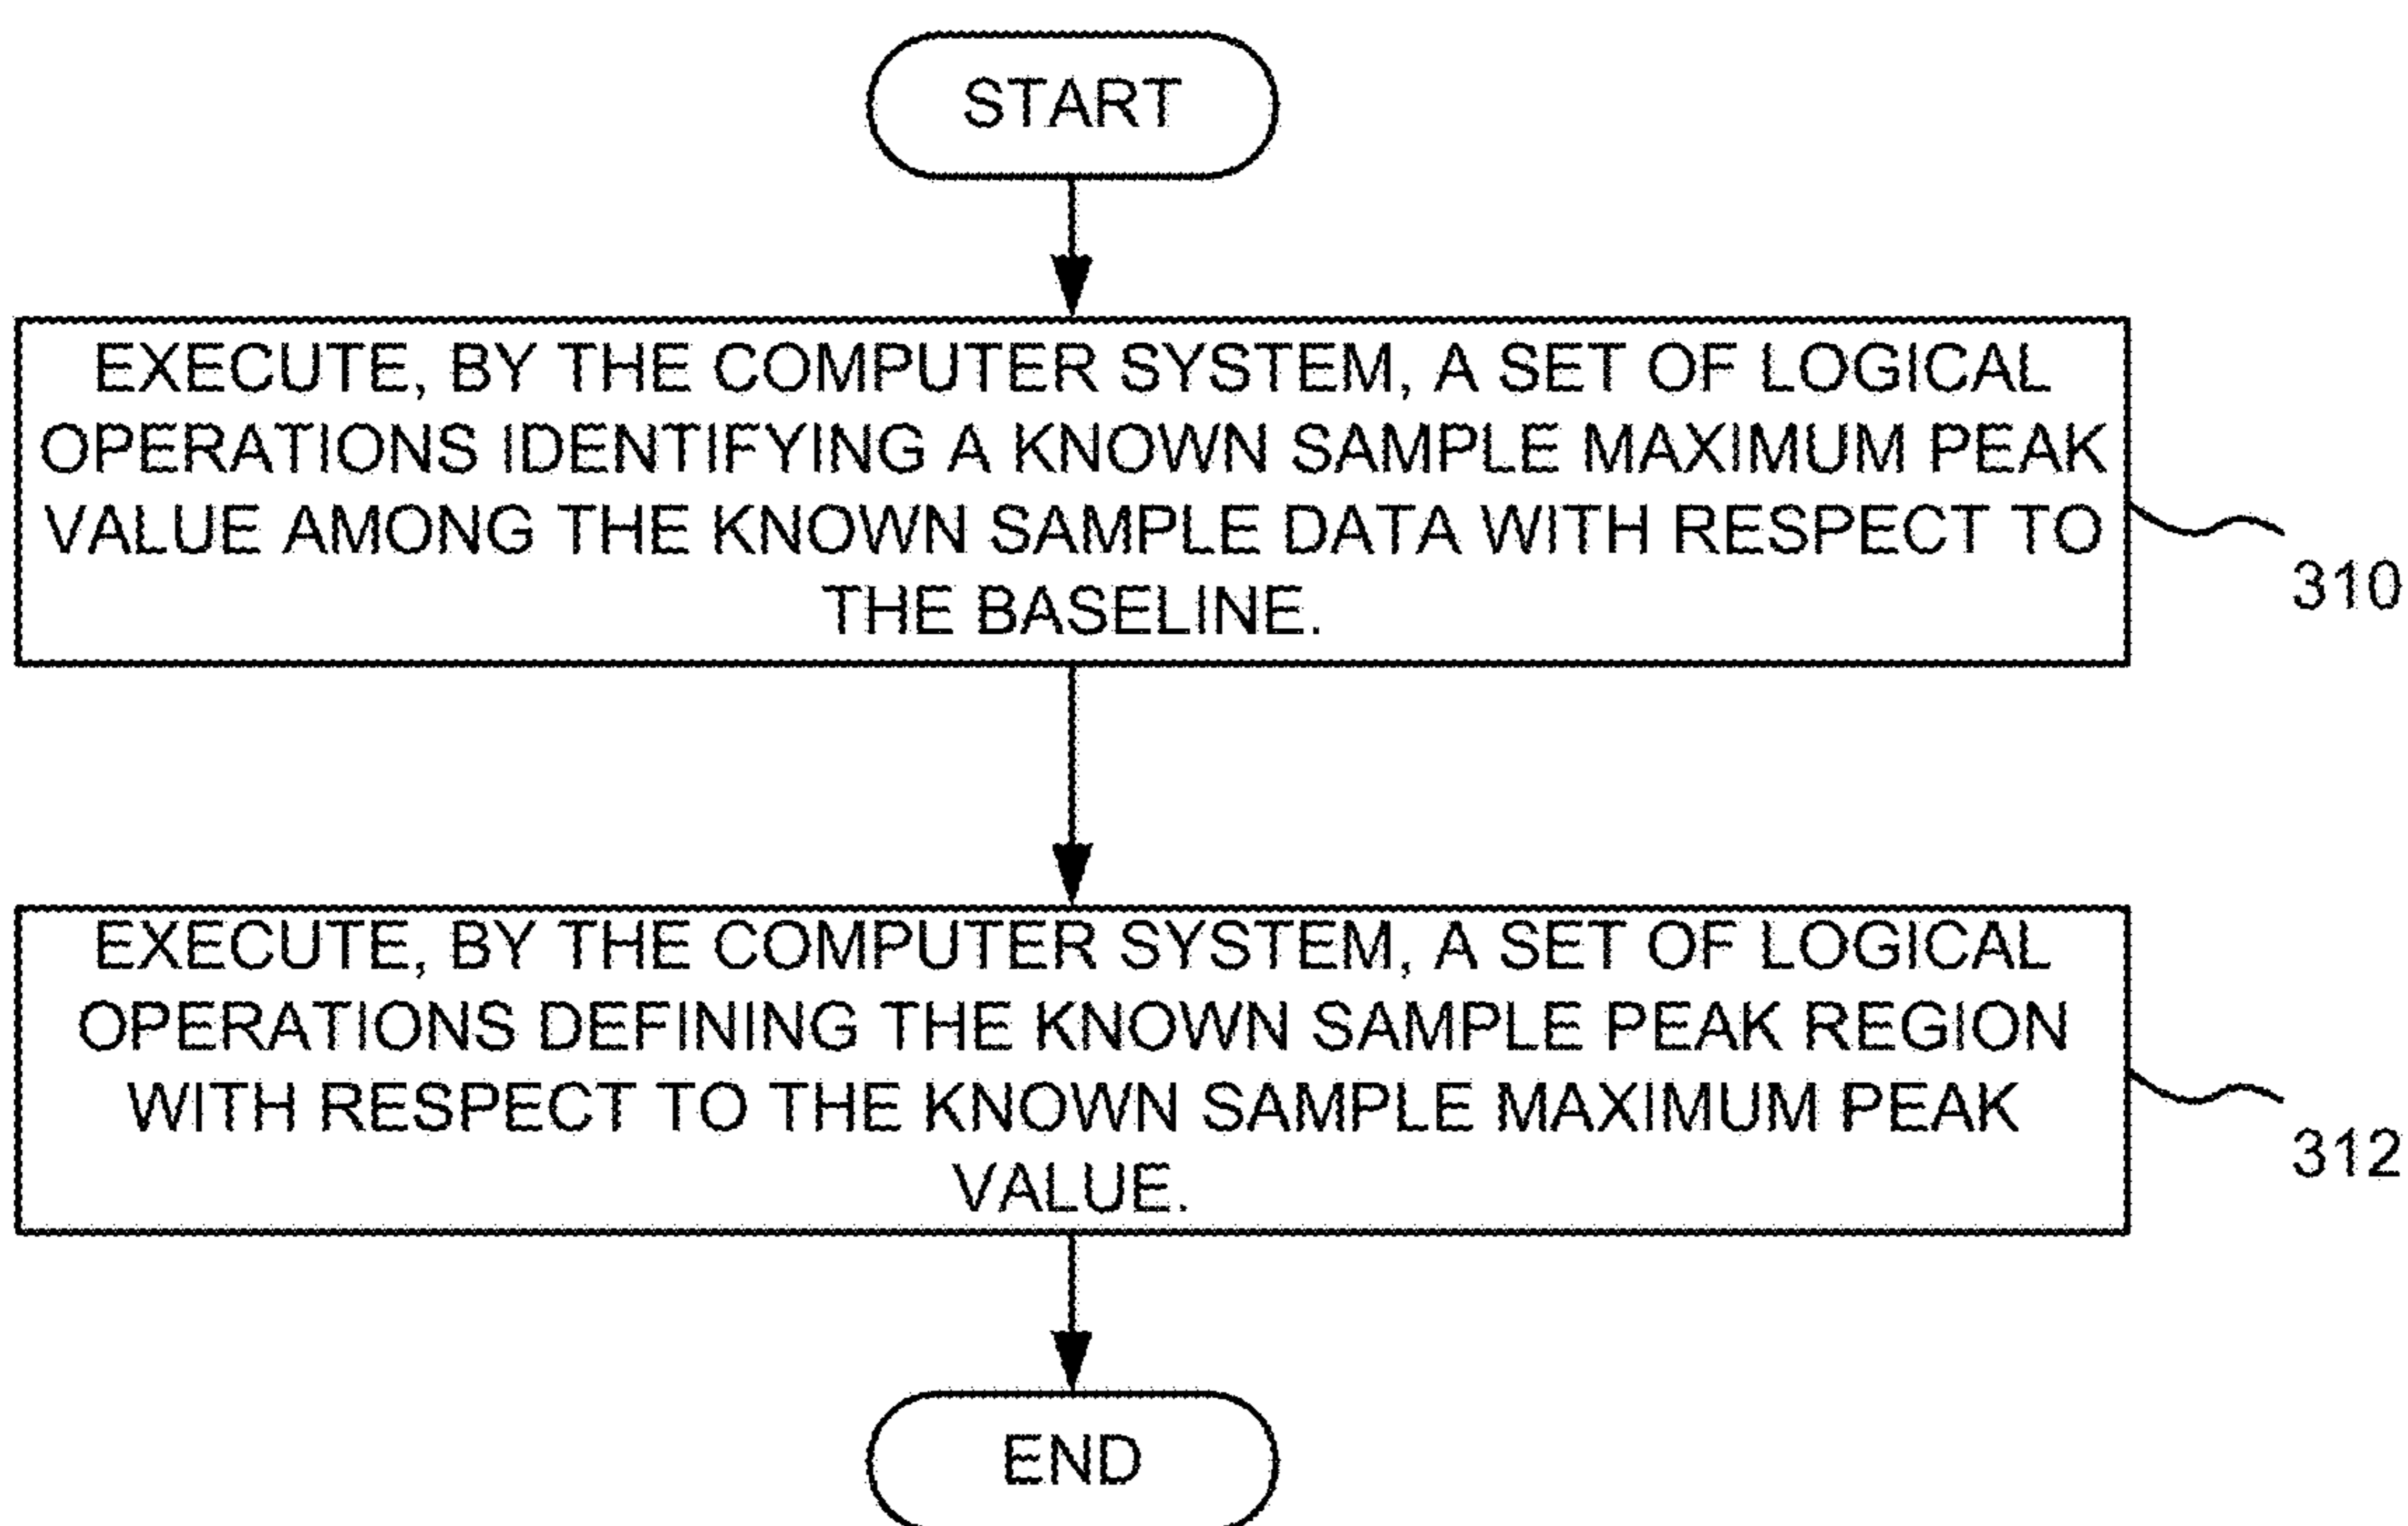 START
EXECUTE, BY THE COMPUTER SYSTEM, A SET OF LOGICAL
OPERATIONS IDENTIFYING A KNOWN SAMPLE MAXIMUM PEAK
VALUE AMONG THE KNOWN SAMPLE DATA WITH RESPECT TO
THE BASELINE.
310
EXECUTE, BY THE COMPUTER SYSTEM, A SET OF LOGICAL
OPERATIONS DEFINING THE KNOWN SAMPLE PEAK REGION
WITH RESPECT TO THE KNOWN SAMPLE MAXIMUM PEAK
VALUE.
312
END